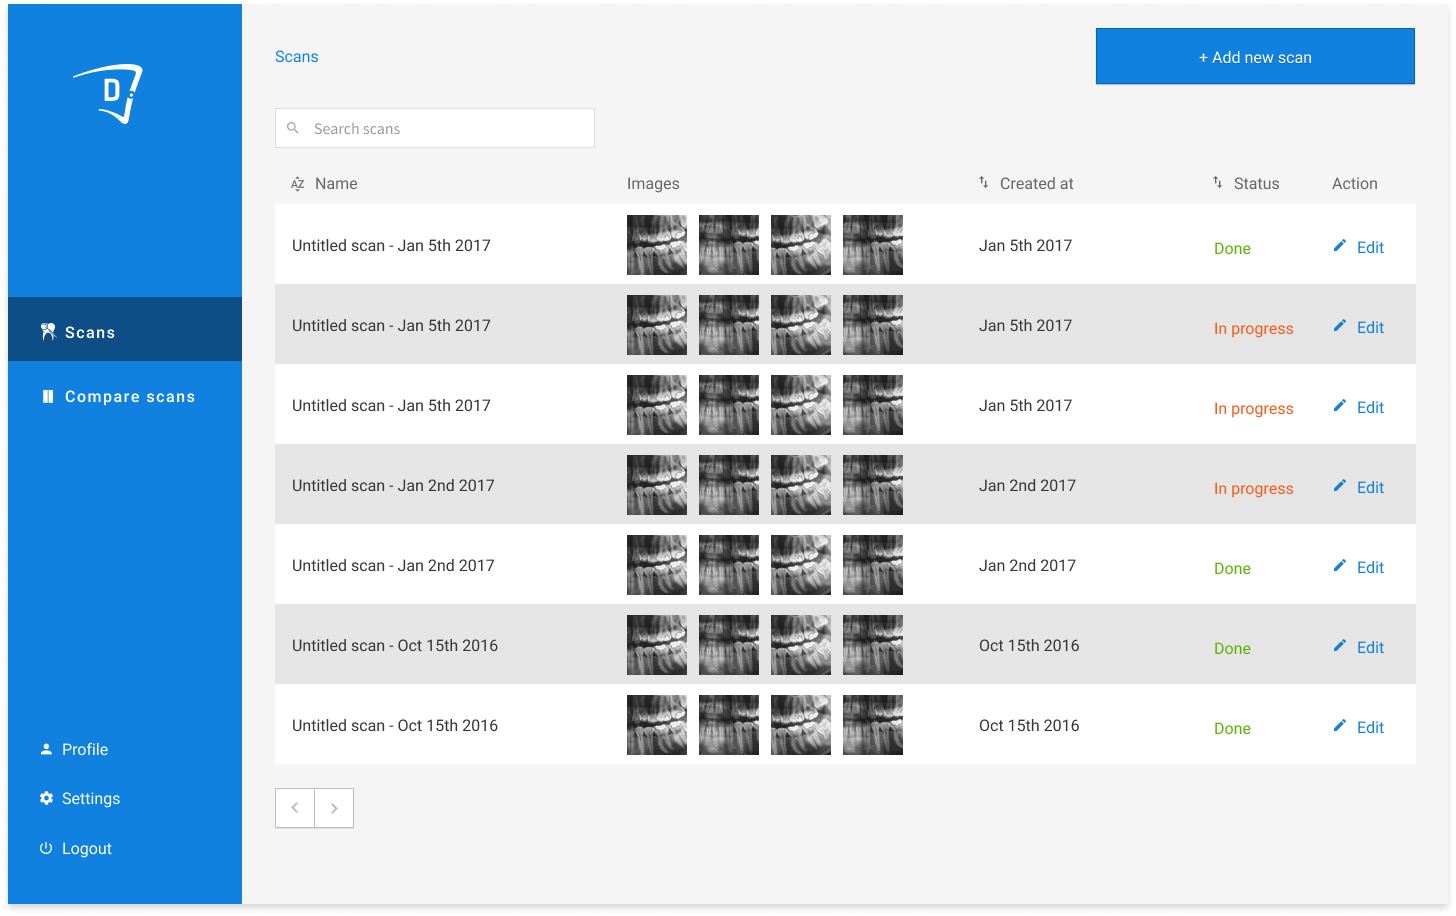 D
Scans
+ Add new scan
Search scans
Name Images Created at Status Action
Untitled scan - Jan 5th 2017 Jan 5th 2017 Done Edit
Untitled scan - Jan 5th 2017 Jan 5th 2017 In progress Edit
Untitled scan - Jan 5th 2017 Jan 5th 2017 In progress Edit
Untitled scan - Jan 2nd 2017 Jan 2nd 2017 In progress Edit
Untitled scan - Jan 2nd 2017 Jan 2nd 2017 Done Edit
Untitled scan - Oct 15th 2016 Oct 15th 2016 Done Edit
Untitled scan - Oct 15th 2016 Oct 15th 2016 Done Edit
Scans
Compare scans
Profile
Settings
Logout